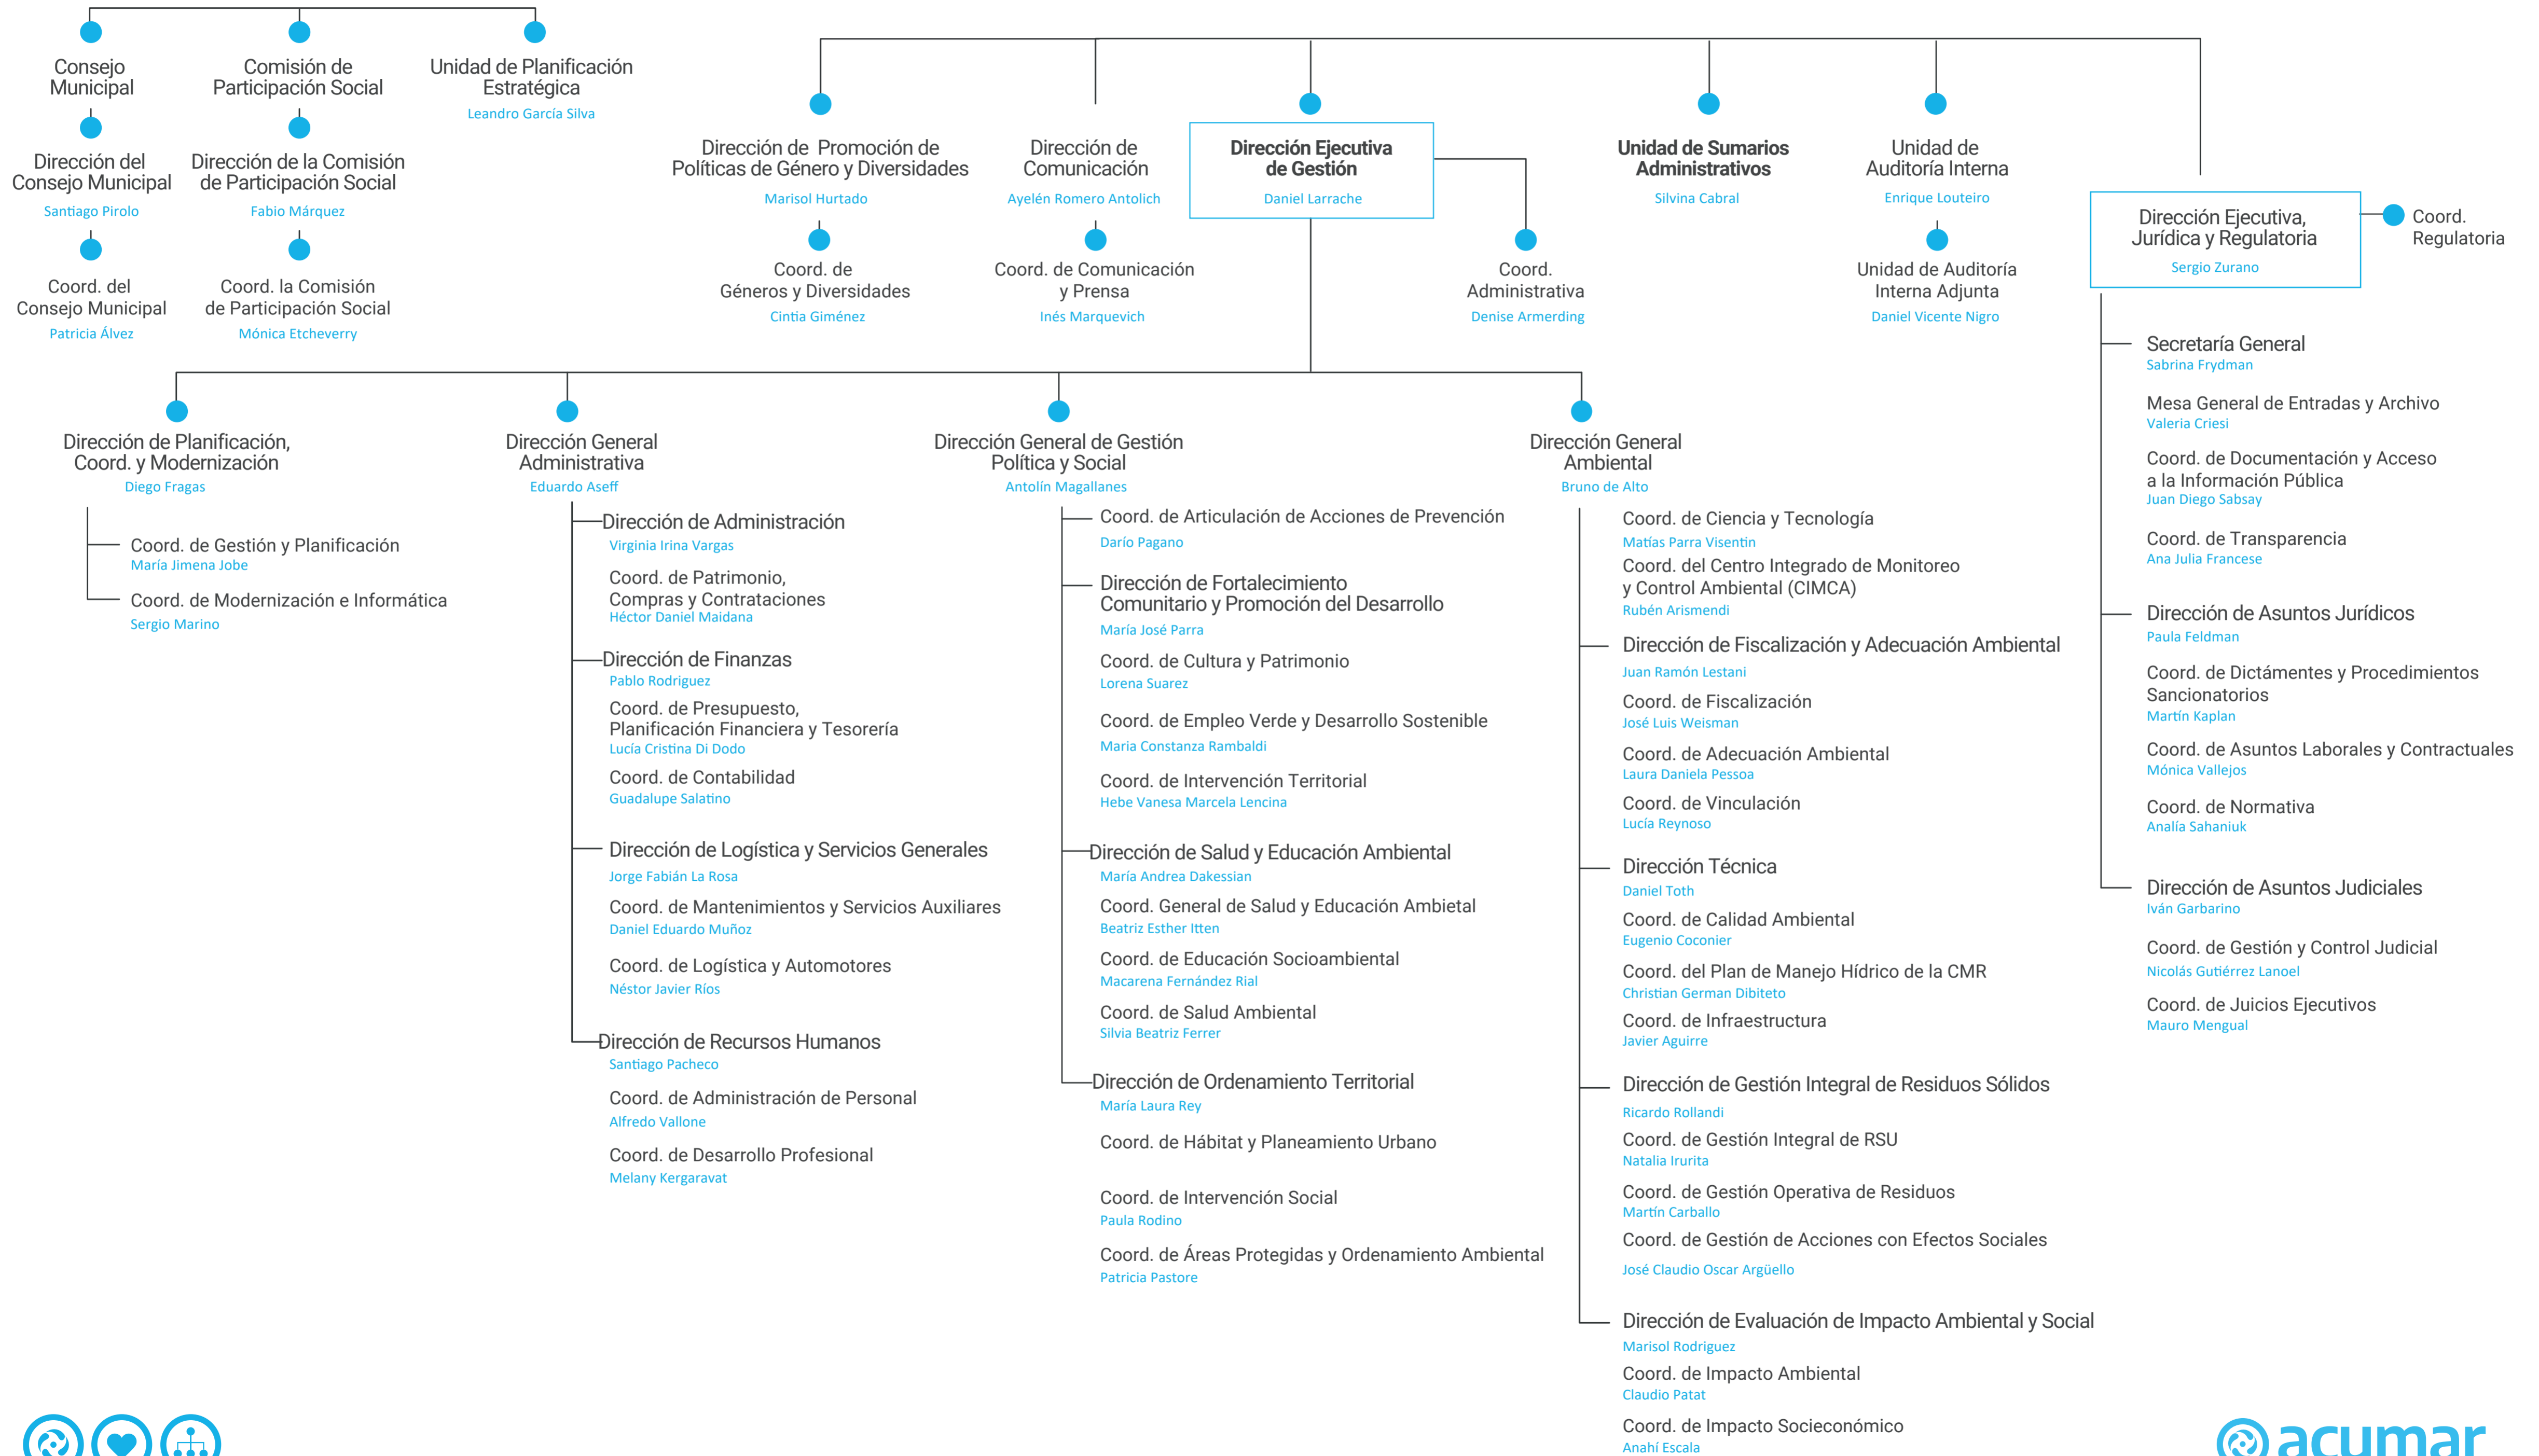 Consejo
Municipal
Dirección del
Consejo Municipal
Santiago Pirolo
Coord. del
Consejo Municipal
Patricia Álvez
Comisión de
Participación Social
Dirección de la Comisión
de Participación Social
Fabio Márquez
Coord. la Comisión
de Participación Social
Mónica Etcheverry
Unidad de Planificación
Estratégica
Leandro García Silva
Dirección de Promoción de
Políticas de Género y Diversidades
Marisol Hurtado
Coord. de
Géneros y Diversidades
Cintia Giménez
Dirección de
Comunicación
Ayelén Romero Antolich
Coord. de Comunicación
y Prensa
Inés Marquevich
Dirección Ejecutiva
de Gestión
Daniel Larrache
Coord.
Administrativa
Denise Armerding
Unidad de Sumarios
Administrativos
Silvina Cabral
Unidad de
Auditoría Interna
Enrique Louteiro
Unidad de Auditoría
Interna Adjunta
Daniel Vicente Nigro
Dirección Ejecutiva,
Jurídica y Regulatoria
Sergio Zurano
Coord.
Regulatoria
Secretaría General
Sabrina Frydman
Mesa General de Entradas y Archivo
Valeria Criesi
Coord. de Documentación y Acceso
a la Información Pública
Juan Diego Sabsay
Coord. de Transparencia
Ana Julia Francese
Dirección de Asuntos Jurídicos
Paula Feldman
Coord. de Dictámentes y Procedimientos
Sancionatorios
Martín Kaplan
Coord. de Asuntos Laborales y Contractuales
Mónica Vallejos
Coord. de Normativa
Analía Sahaniuk
Dirección de Asuntos Judiciales
Iván Garbarino
Coord. de Gestión y Control Judicial
Nicolás Gutiérrez Lanoel
Coord. de Juicios Ejecutivos
Mauro Mengual
Dirección de Planificación,
Coord. y Modernización
Diego Fragas
Coord. de Gestión y Planificación
María Jimena Jobe
Coord. de Modernización e Informática
Sergio Marino
Dirección General
Administrativa
Eduardo Aseff
Dirección de Administración
Virginia Irina Vargas
Coord. de Patrimonio,
Compras y Contrataciones
Héctor Daniel Maidana
Dirección de Finanzas
Pablo Rodriguez
Coord. de Presupuesto,
Planificación Financiera y Tesorería
Lucía Cristina Di Dodo
Coord. de Contabilidad
Guadalupe Salatino
Dirección de Logística y Servicios Generales
Jorge Fabián La Rosa
Coord. de Mantenimientos y Servicios Auxiliares
Daniel Eduardo Muñoz
Coord. de Logística y Automotores
Néstor Javier Ríos
Dirección de Recursos Humanos
Santiago Pacheco
Coord. de Administración de Personal
Alfredo Vallone
Coord. de Desarrollo Profesional
Melany Kergaravat
Dirección General de Gestión
Política y Social
Antolín Magallanes
Coord. de Articulación de Acciones de Prevención
Darío Pagano
Dirección de Fortalecimiento
Comunitario y Promoción del Desarrollo
María José Parra
Coord. de Cultura y Patrimonio
Lorena Suarez
Coord. de Empleo Verde y Desarrollo Sostenible
Maria Constanza Rambaldi
Coord. de Intervención Territorial
Hebe Vanesa Marcela Lencina
Dirección de Salud y Educación Ambiental
María Andrea Dakessian
Coord. General de Salud y Educación Ambietal
Beatriz Esther Itten
Coord. de Educación Socioambiental
Macarena Fernández Rial
Coord. de Salud Ambiental
Silvia Beatriz Ferrer
Dirección de Ordenamiento Territorial
María Laura Rey
Coord. de Hábitat y Planeamiento Urbano
Coord. de Intervención Social
Paula Rodino
Coord. de Áreas Protegidas y Ordenamiento Ambiental
Patricia Pastore
Dirección General
Ambiental
Bruno de Alto
Coord. de Ciencia y Tecnología
Matías Parra Visentin
Coord. del Centro Integrado de Monitoreo
y Control Ambiental (CIMCA)
Rubén Arismendi
Dirección de Fiscalización y Adecuación Ambiental
Juan Ramón Lestani
Coord. de Fiscalización
José Luis Weisman
Coord. de Adecuación Ambiental
Laura Daniela Pessoa
Coord. de Vinculación
Lucía Reynoso
Dirección Técnica
Daniel Toth
Coord. de Calidad Ambiental
Eugenio Coconier
Coord. del Plan de Manejo Hídrico de la CMR
Christian German Dibiteto
Coord. de Infraestructura
Javier Aguirre
Dirección de Gestión Integral de Residuos Sólidos
Ricardo Rollandi
Coord. de Gestión Integral de RSU
Natalia Irurita
Coord. de Gestión Operativa de Residuos
Martín Carballo
Coord. de Gestión de Acciones con Efectos Sociales
José Claudio Oscar Argüello
Dirección de Evaluación de Impacto Ambiental y Social
Marisol Rodriguez
Coord. de Impacto Ambiental
Claudio Patat
Coord. de Impacto Socieconómico
Anahí Escala
acumar